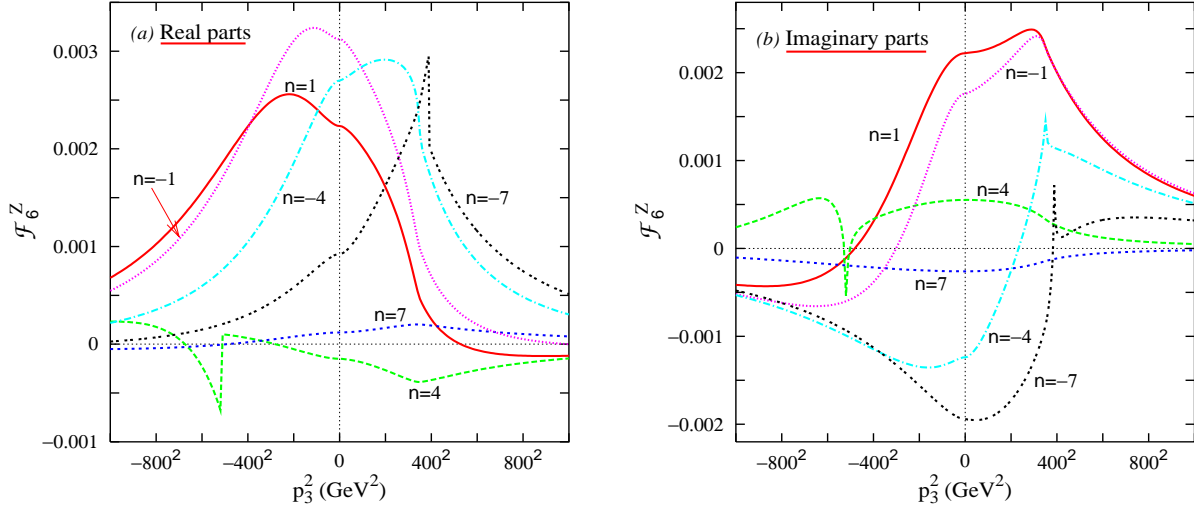 (a) Real parts
0.003
0.002
0.001
0
−0.001
ℱ₆ᶻ
n=1
n=−1
n=−4
n=−7
n=7
n=4
−800² −400² 0 400² 800²
p₃² (GeV²)
(b) Imaginary parts
0.002
0.001
0
−0.001
−0.002
ℱ₆ᶻ
n=−1
n=1
n=4
n=7
n=−4
n=−7
−800² −400² 0 400² 800²
p₃² (GeV²)